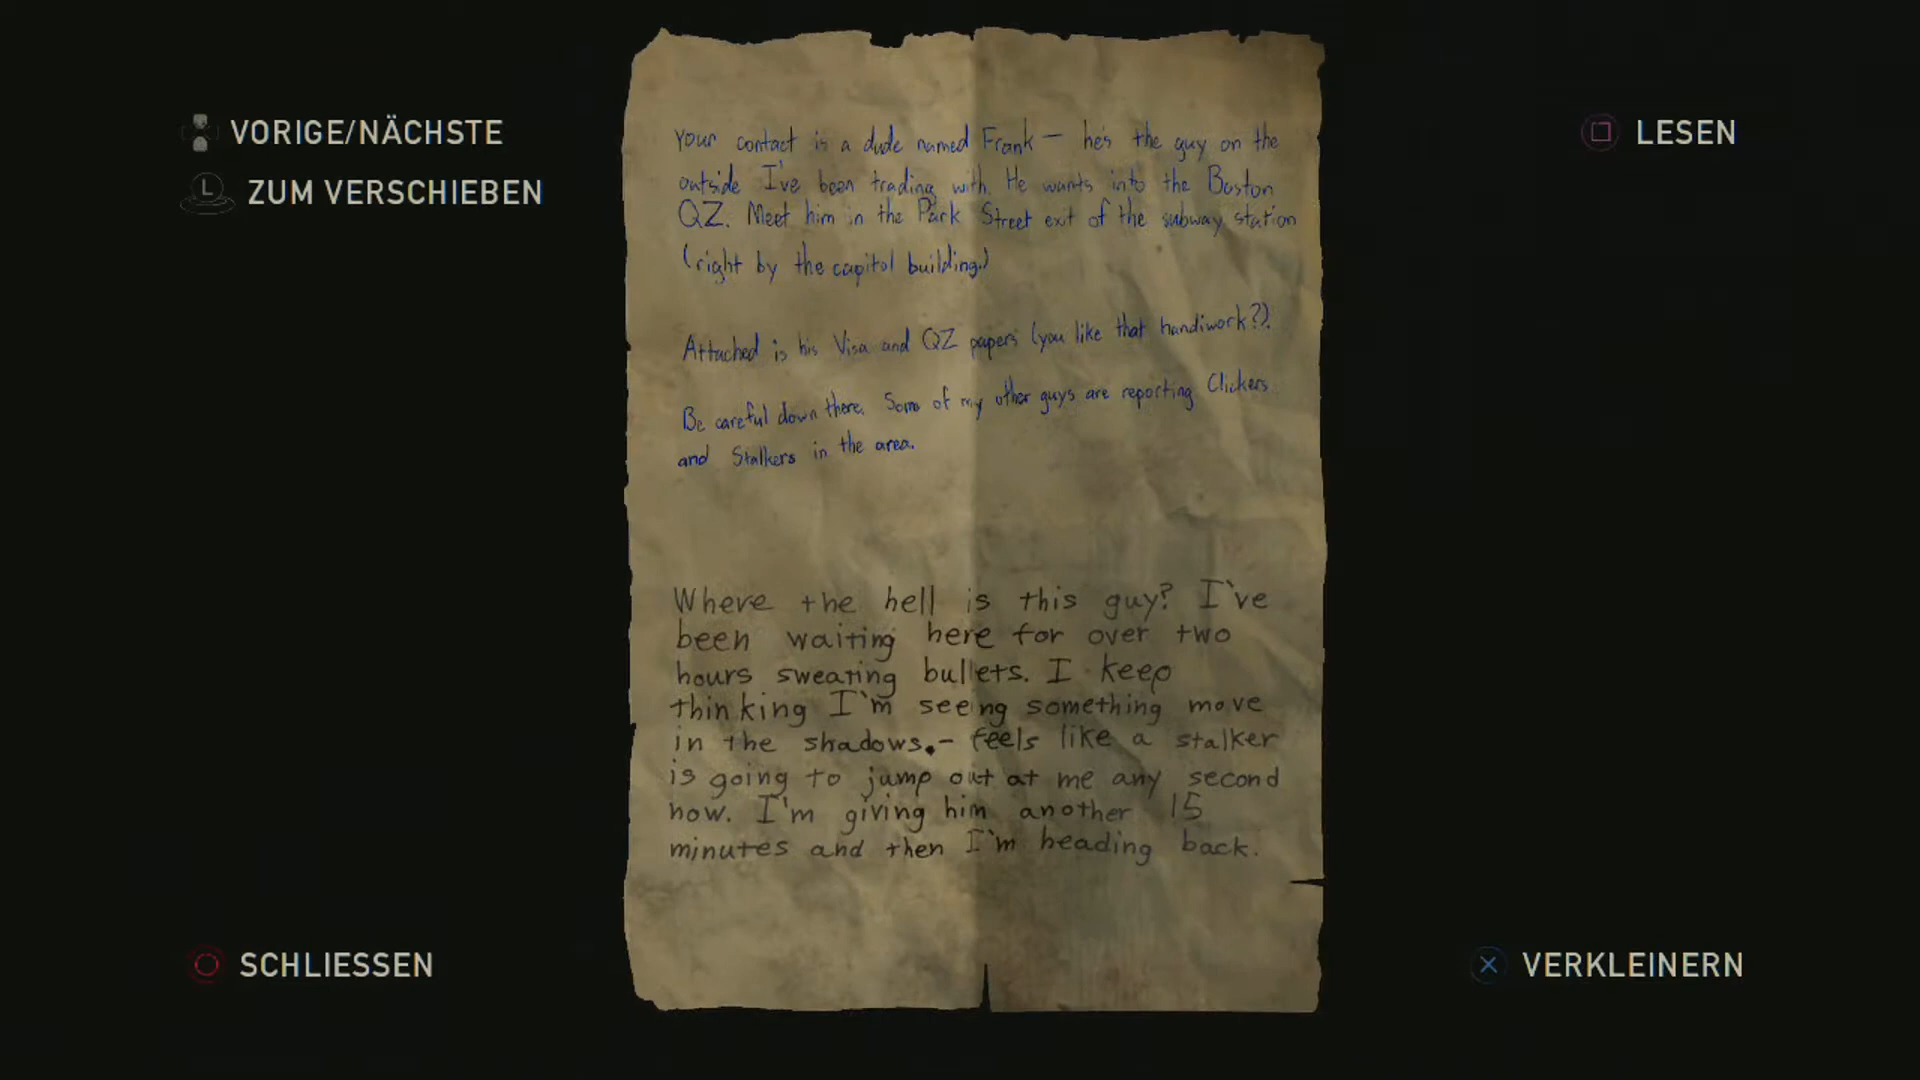 VORIGE/NÄCHSTE
L ZUM VERSCHIEBEN
LESEN
Your contact is a dude named Frank — he's the guy on the
outside I've been trading with. He wants into the Boston
QZ. Meet him in the Park Street exit of the subway station
(right by the capitol building.)
Attached is his Visa and QZ papers (you like that handiwork?).
Be careful down there. Some of my other guys are reporting Clickers
and Stalkers in the area.
Where the hell is this guy? I've
been waiting here for over two
hours sweating bullets. I keep
thinking I'm seeing something move
in the shadows.- feels like a stalker
is going to jump out at me any second
now. I'm giving him another 15
minutes and then I'm heading back.
SCHLIESSEN
VERKLEINERN